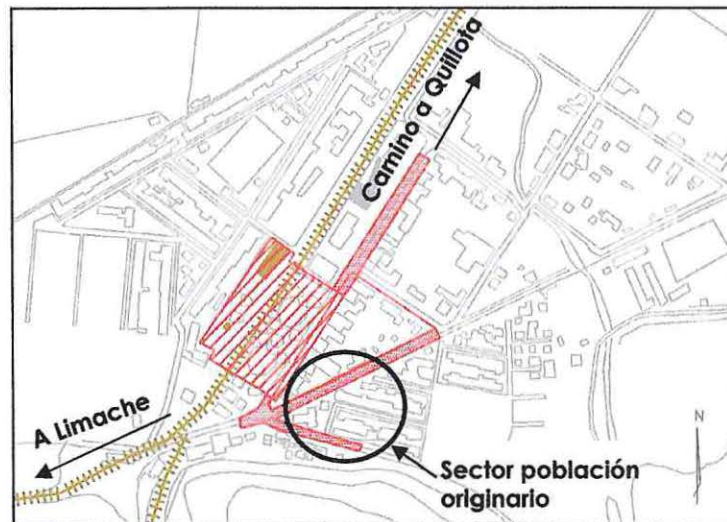 Camino a Quillota
A Limache
Sector población
originario
N